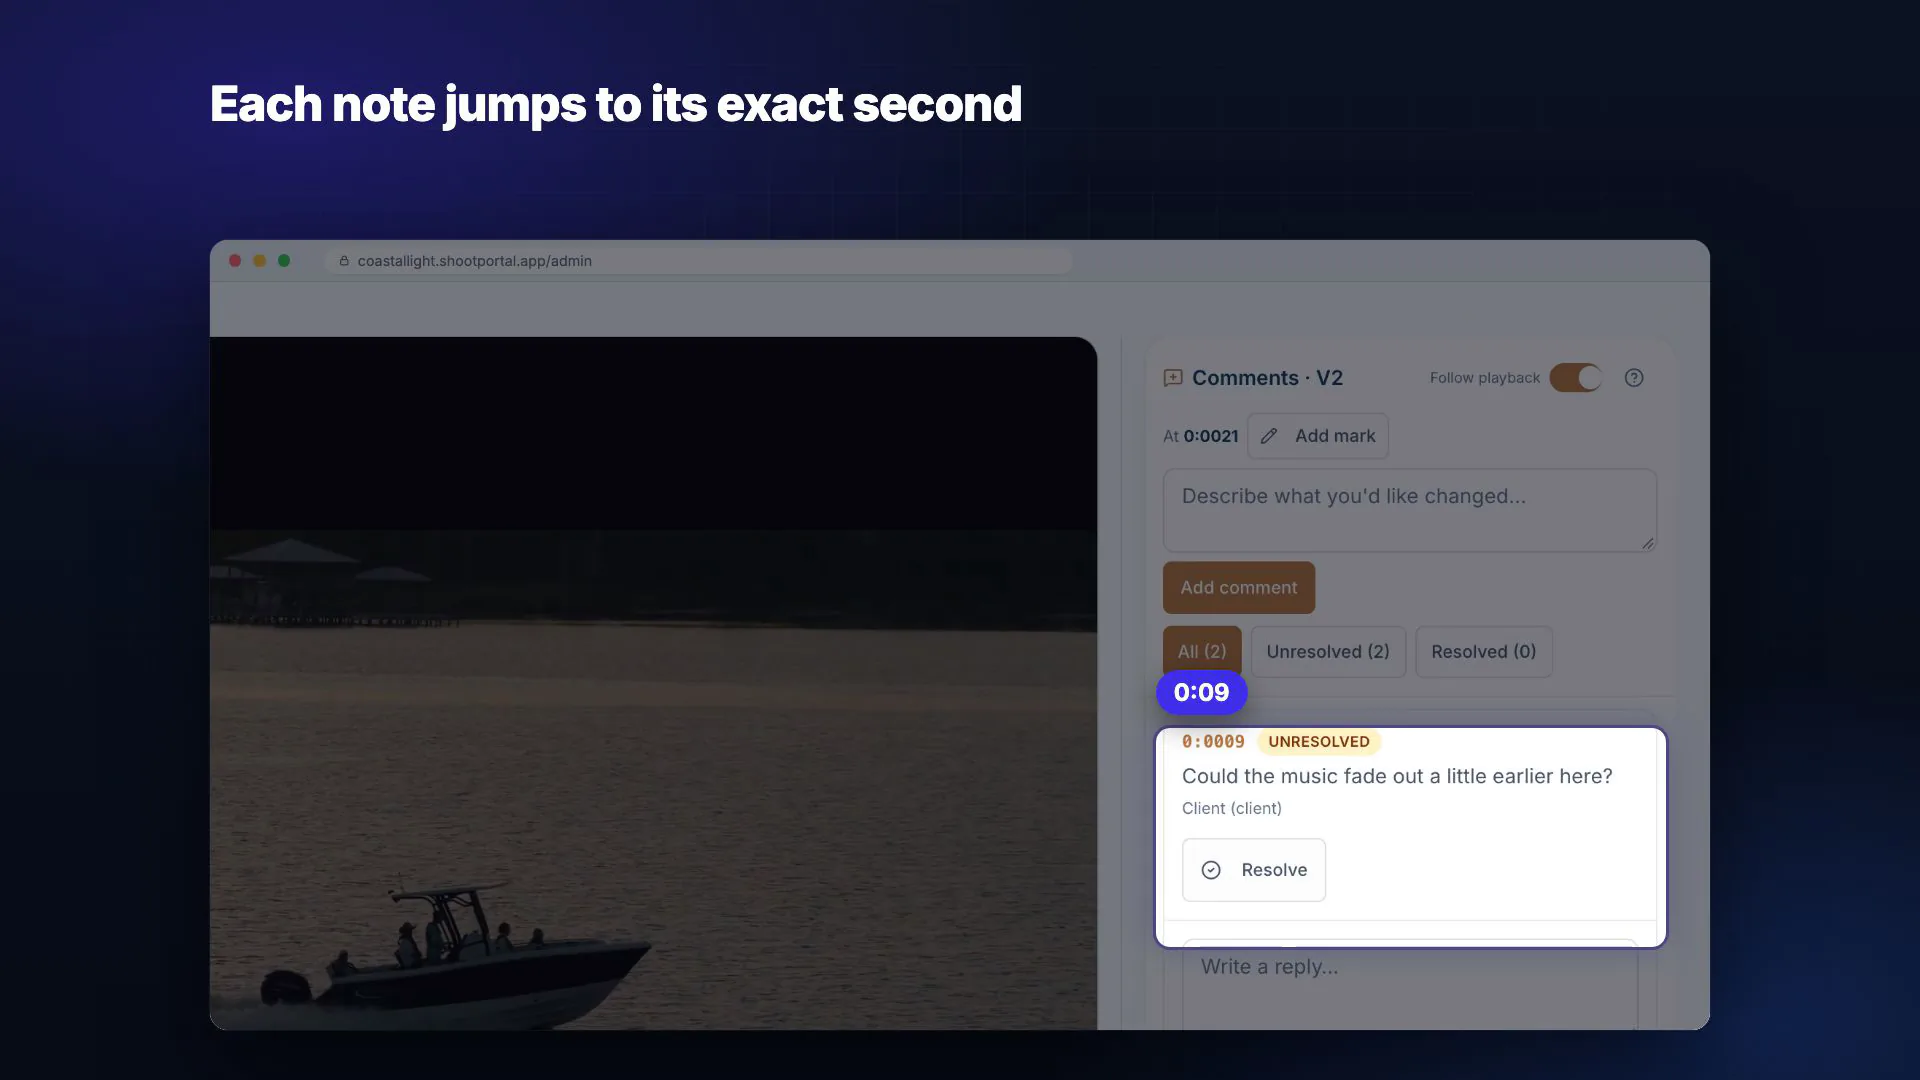 Each note jumps to its exact second
coastallight.shootportal.app/admin
Comments · V2
Follow playback
At 0:0021
Add mark
Describe what you'd like changed...
Add comment
All (2)
Unresolved (2)
Resolved (0)
0:09
0:0009
UNRESOLVED
Could the music fade out a little earlier here?
Client (client)
Resolve
Write a reply...